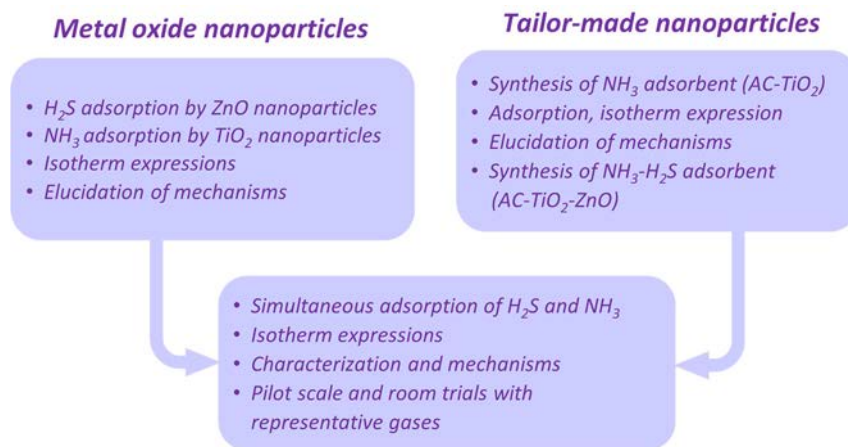 Metal oxide nanoparticles
• H₂S adsorption by ZnO nanoparticles
• NH₃ adsorption by TiO₂ nanoparticles
• Isotherm expressions
• Elucidation of mechanisms
Tailor-made nanoparticles
• Synthesis of NH₃ adsorbent (AC-TiO₂)
• Adsorption, isotherm expression
• Elucidation of mechanisms
• Synthesis of NH₃-H₂S adsorbent
(AC-TiO₂-ZnO)
• Simultaneous adsorption of H₂S and NH₃
• Isotherm expressions
• Characterization and mechanisms
• Pilot scale and room trials with
representative gases